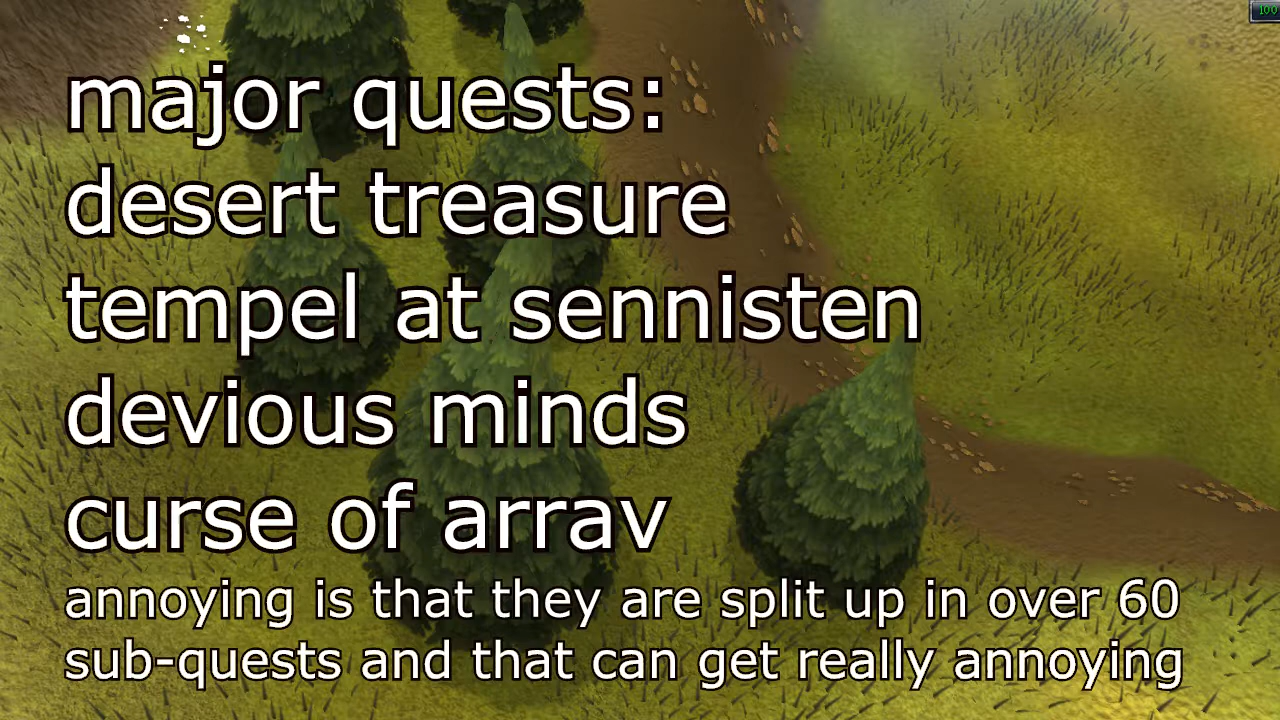 100
major quests:
desert treasure
tempel at sennisten
devious minds
curse of arrav
annoying is that they are split up in over 60
sub-quests and that can get really annoying